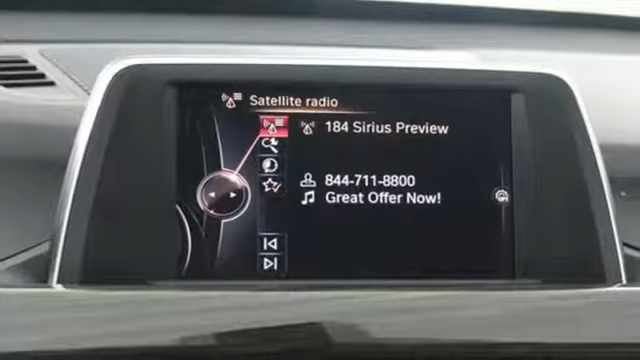 Satellite radio
184 Sirius Preview
844-711-8800
Great Offer Now!